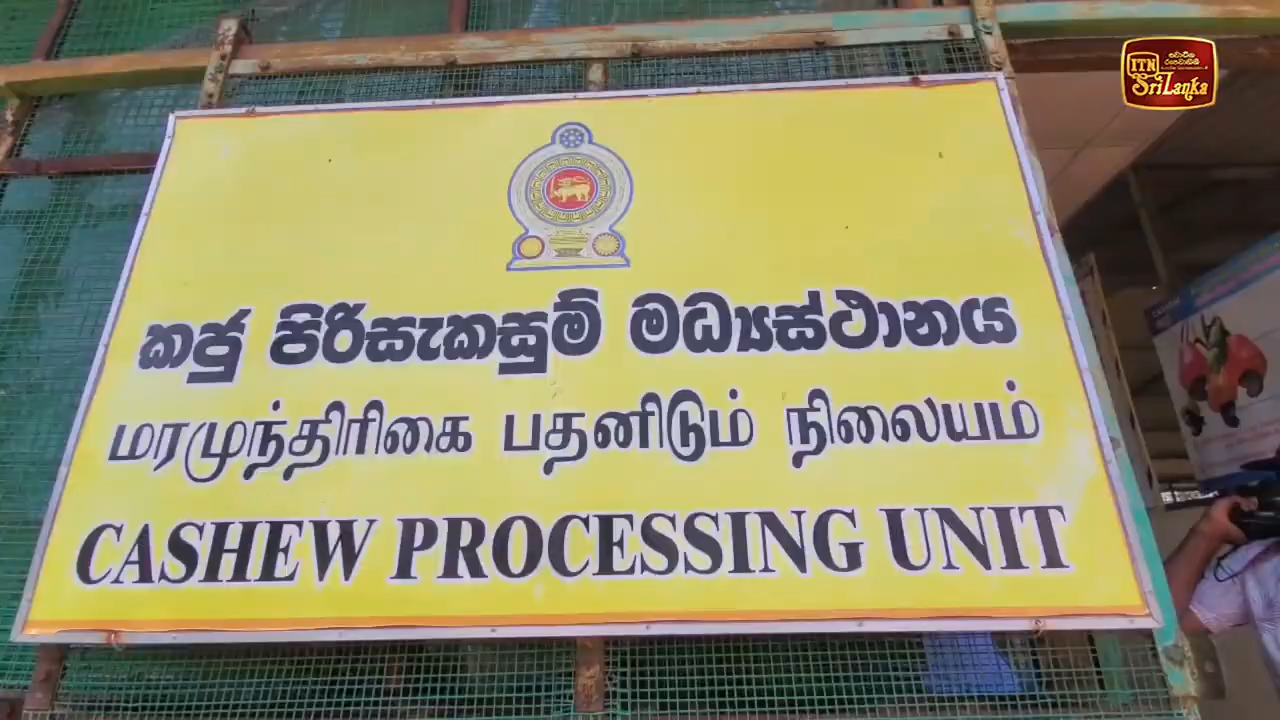 ITN
SriLanka
කජු පිරිසැකසුම් මධ්‍යස්ථානය
மரமுந்திரிகை பதனிடும் நிலையம்
CASHEW PROCESSING UNIT